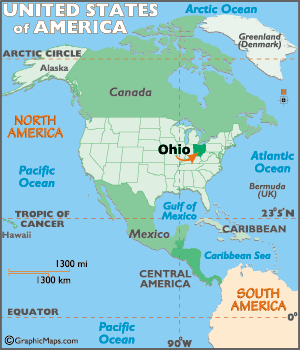 UNITED STATES
of AMERICA
Arctic Ocean
Greenland
(Denmark)
ARCTIC CIRCLE
Alaska
Canada
NORTH
AMERICA
Ohio
Pacific
Ocean
Atlantic
Ocean
Bermuda
(UK)
Gulf of
Mexico
TROPIC OF
CANCER
23°5'N
Hawaii
Mexico
CARIBBEAN
Caribbean Sea
1300 mi
1300 km
CENTRAL
AMERICA
SOUTH
AMERICA
EQUATOR
0°
Pacific
Ocean
©GraphicMaps.com
90°W